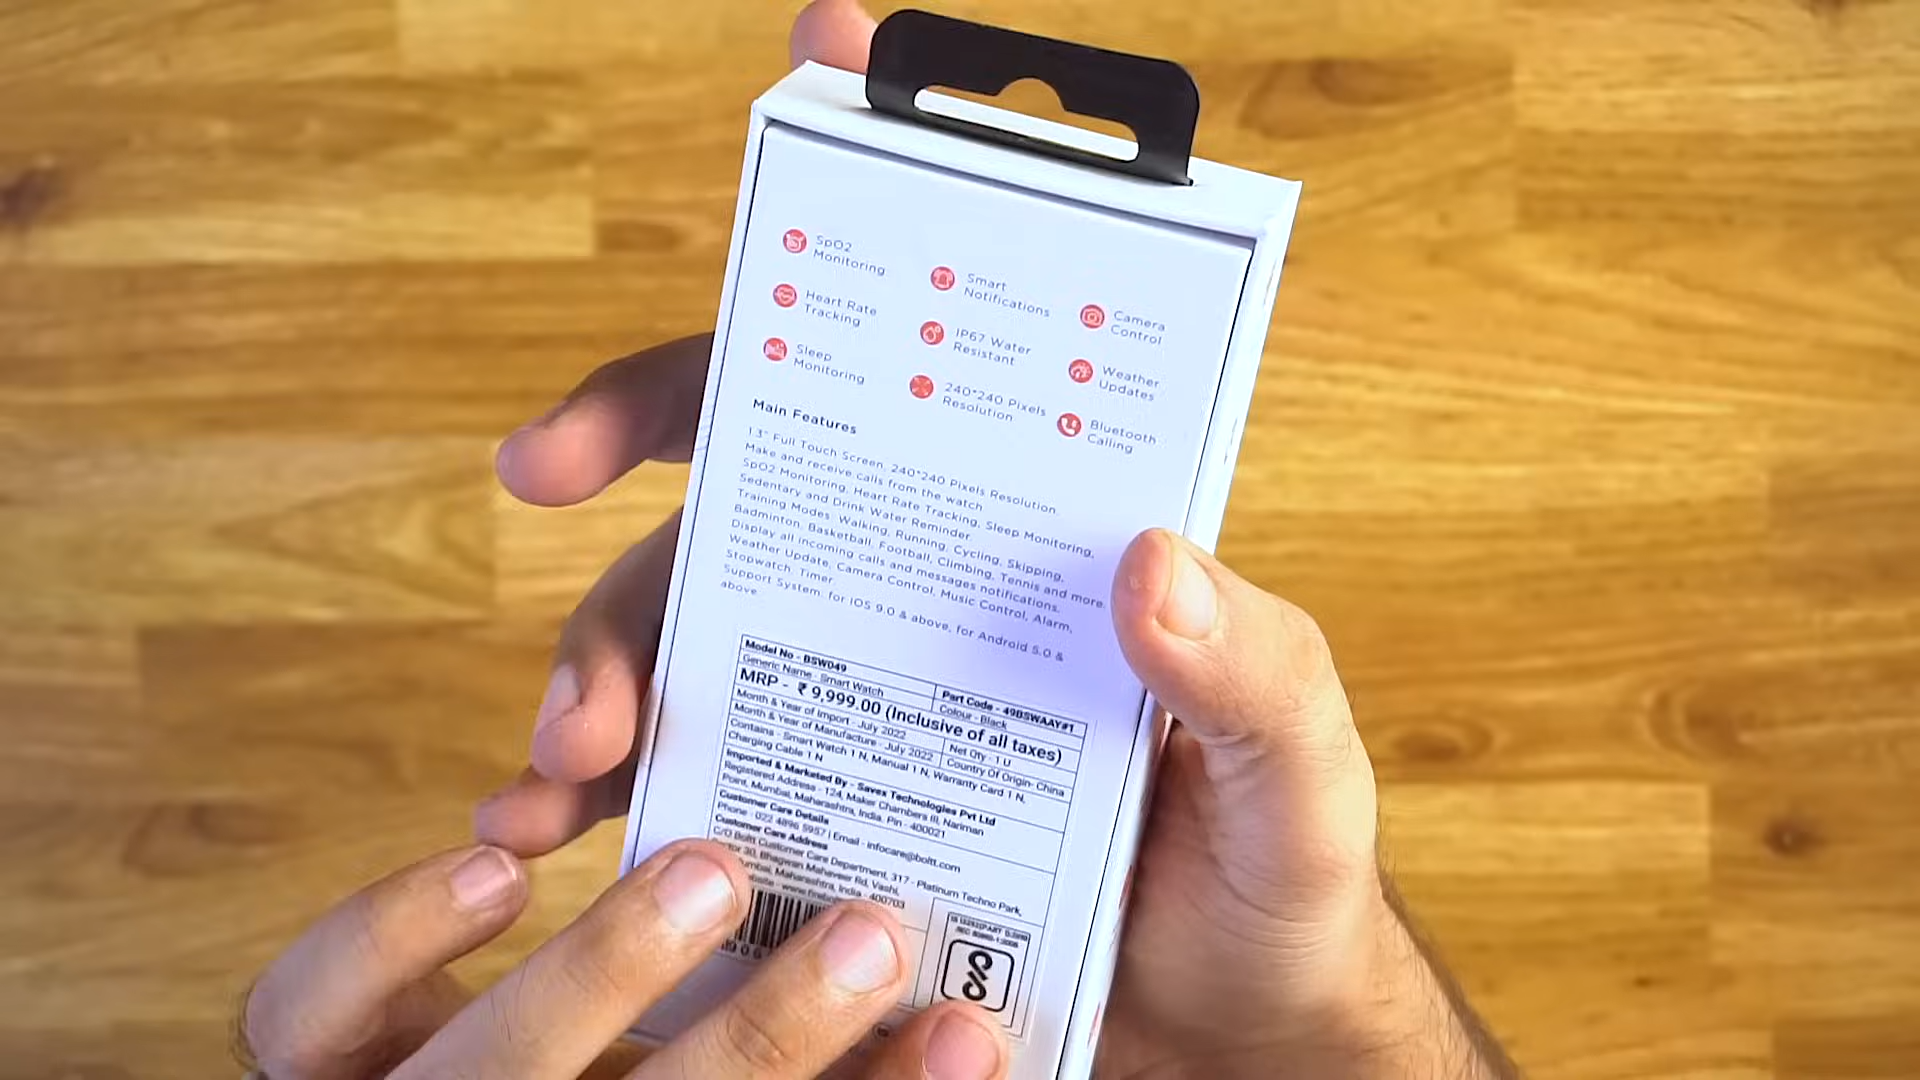 SpO2
Monitoring
Heart Rate
Tracking
Sleep
Monitoring
Smart
Notifications
IP67 Water
Resistant
240*240 Pixels
Resolution
Camera
Control
Weather
Updates
Bluetooth
Calling
Main Features
1.3" Full Touch Screen, 240*240 Pixels Resolution.
Make and receive calls from the watch
SpO2 Monitoring, Heart Rate Tracking, Sleep Monitoring,
Sedentary and Drink Water Reminder
Training Modes: Walking, Running, Cycling, Skipping,
Badminton, Basketball, Football, Climbing, Tennis and more.
Display all incoming calls and messages notifications.
Weather Update, Camera Control, Music Control, Alarm,
Stopwatch, Timer.
Support System: for iOS 9.0 & above, for Android 5.0 &
above
Model No - BSW049
Part Code - 49BSWAAY#1
Generic Name - Smart Watch
Colour - Black
MRP - ₹ 9,999.00 (Inclusive of all taxes)
Month & Year of Import - July 2022
Net Qty - 1 U
Month & Year of Manufacture - July 2022
Country Of Origin- China
Contains - Smart Watch 1 N, Manual 1 N, Warranty Card 1 N,
Charging Cable 1 N
Imported & Marketed By - Savex Technologies Pvt Ltd
Registered Address - 124, Maker Chambers III, Nariman
Point, Mumbai, Maharashtra, India. Pin - 400021
Customer Care Details
Phone - 022 4896 5957 | Email - infocare@boltt.com
Customer Care Address
C/O Boltt Customer Care Department, 317 - Platinum Techno Park,
30, Bhagwan Mahaveer Rd, Vashi,
Maharashtra, India - 400703